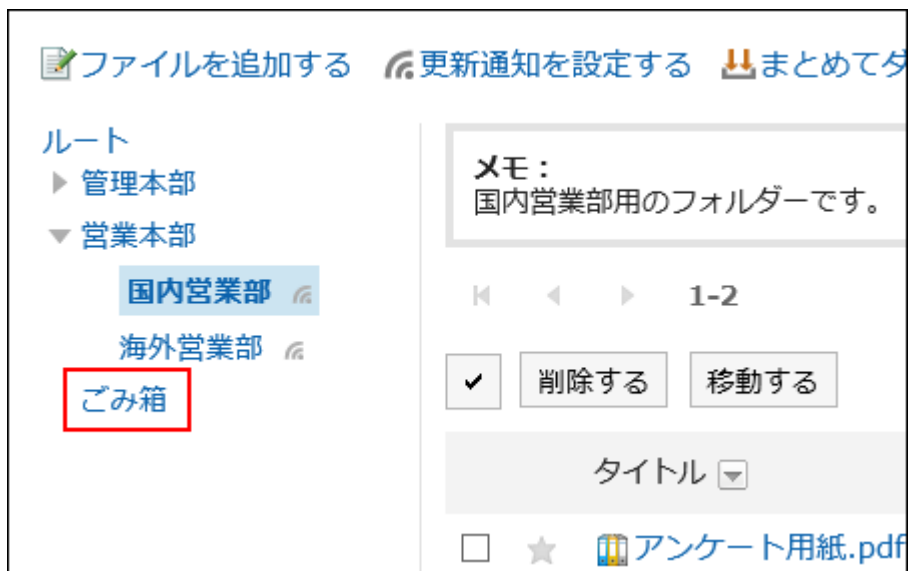 ファイルを追加する 更新通知を設定する まとめてダ
ルート
管理本部
営業本部
国内営業部
海外営業部
ごみ箱
メモ：
国内営業部用のフォルダーです。
1-2
削除する 移動する
タイトル
アンケート用紙.pdf